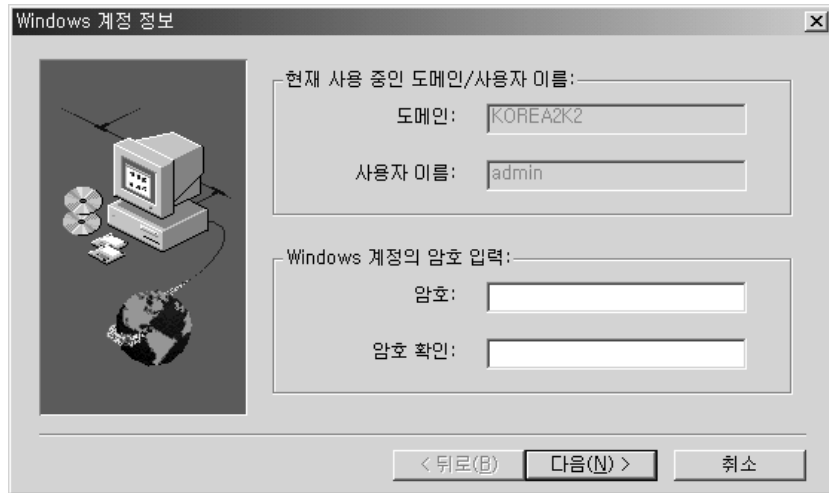 Windows 계정 정보
현재 사용 중인 도메인/사용자 이름:
도메인: KOREA2K2
사용자 이름: admin
Windows 계정의 암호 입력:
암호:
암호 확인:
< 뒤로(B) 다음(N) > 취소